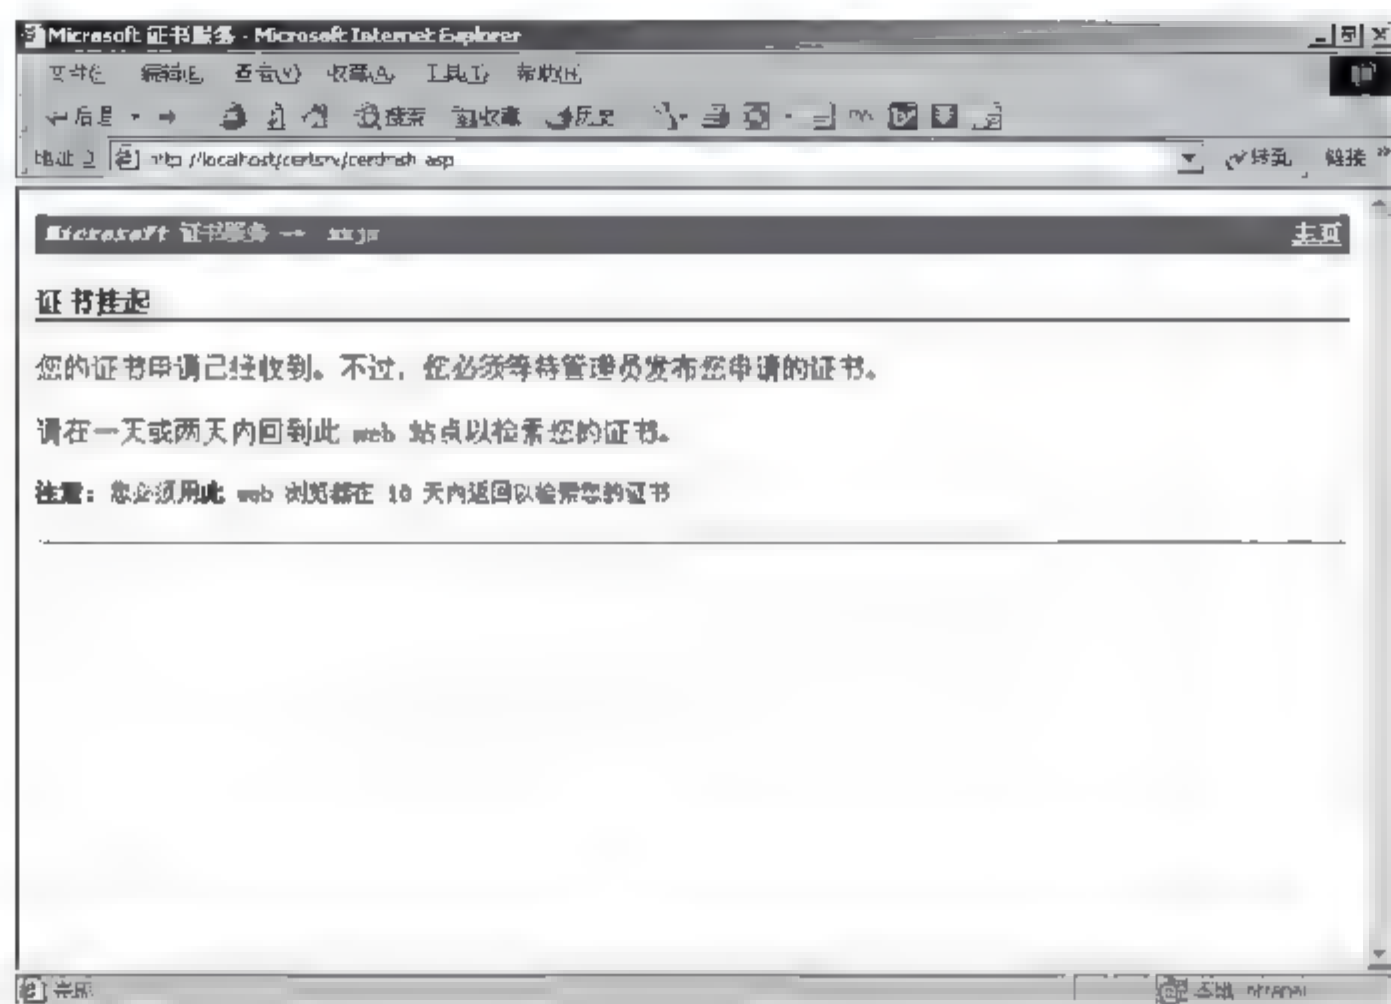 Microsoft 证书服务 - Microsoft Internet Explorer
查看(V) 收藏(A) 工具(T) 帮助(H)
后退 搜索 收藏 历史
http://localhost/certsrv/certrqsh.asp 转到 链接 »
Microsoft 证书服务 -- 主页
证书挂起
您的证书申请已经收到。不过，您必须等待管理员发布您申请的证书。
请在一天或两天内回到此 web 站点以检索您的证书。
注意: 您必须用此 web 浏览器在 10 天内返回以检索您的证书
完成 本地 Intranet